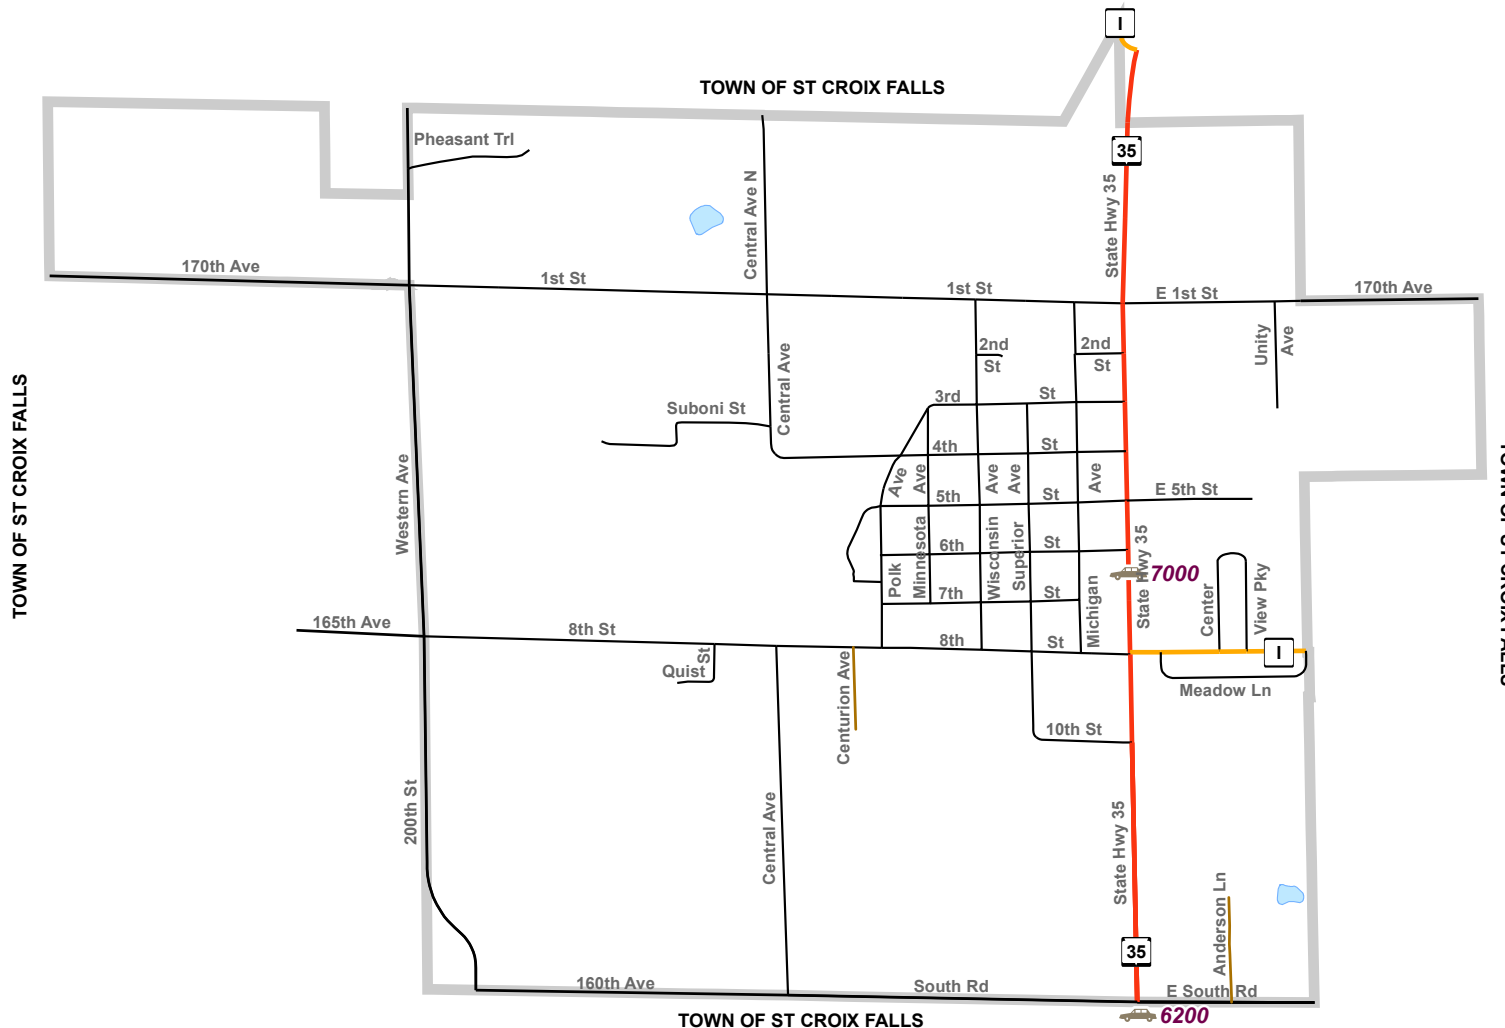 I
TOWN OF ST CROIX FALLS
Pheasant Trl
35
Central Ave N
State Hwy 35
170th Ave
1st St
1st St
E 1st St
170th Ave
2nd
St
2nd
St
Unity
Ave
Central Ave
3rd
St
Suboni St
4th
St
TOWN OF ST CROIX FALLS
Western Ave
Ave
Ave
Ave
Ave
Ave
5th
St
E 5th St
TOWN OF ST CROIX FALLS
6th
St
State Hwy 35
7000
Polk
Minnesota
Wisconsin
Superior
Michigan
Center
View Pky
7th
St
165th Ave
8th St
8th
St
I
Quist
St
Centurion Ave
Meadow Ln
10th St
200th St
Central Ave
State Hwy 35
Anderson Ln
35
160th Ave
South Rd
E South Rd
6200
TOWN OF ST CROIX FALLS